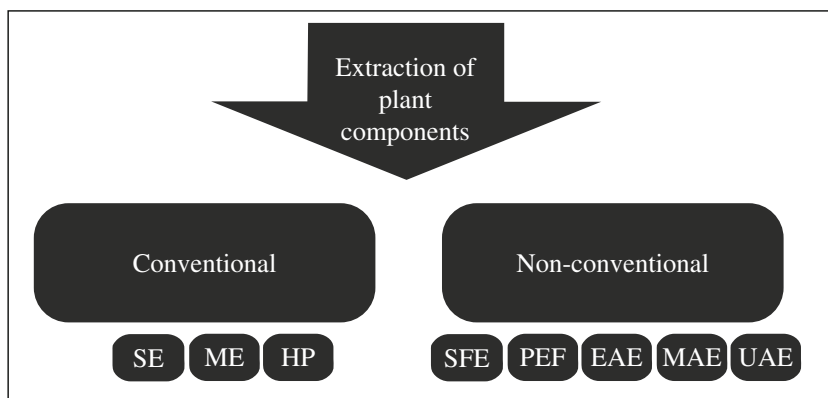 Extraction of
plant
components
Conventional
Non-conventional
SE ME HP
SFE PEF EAE MAE UAE